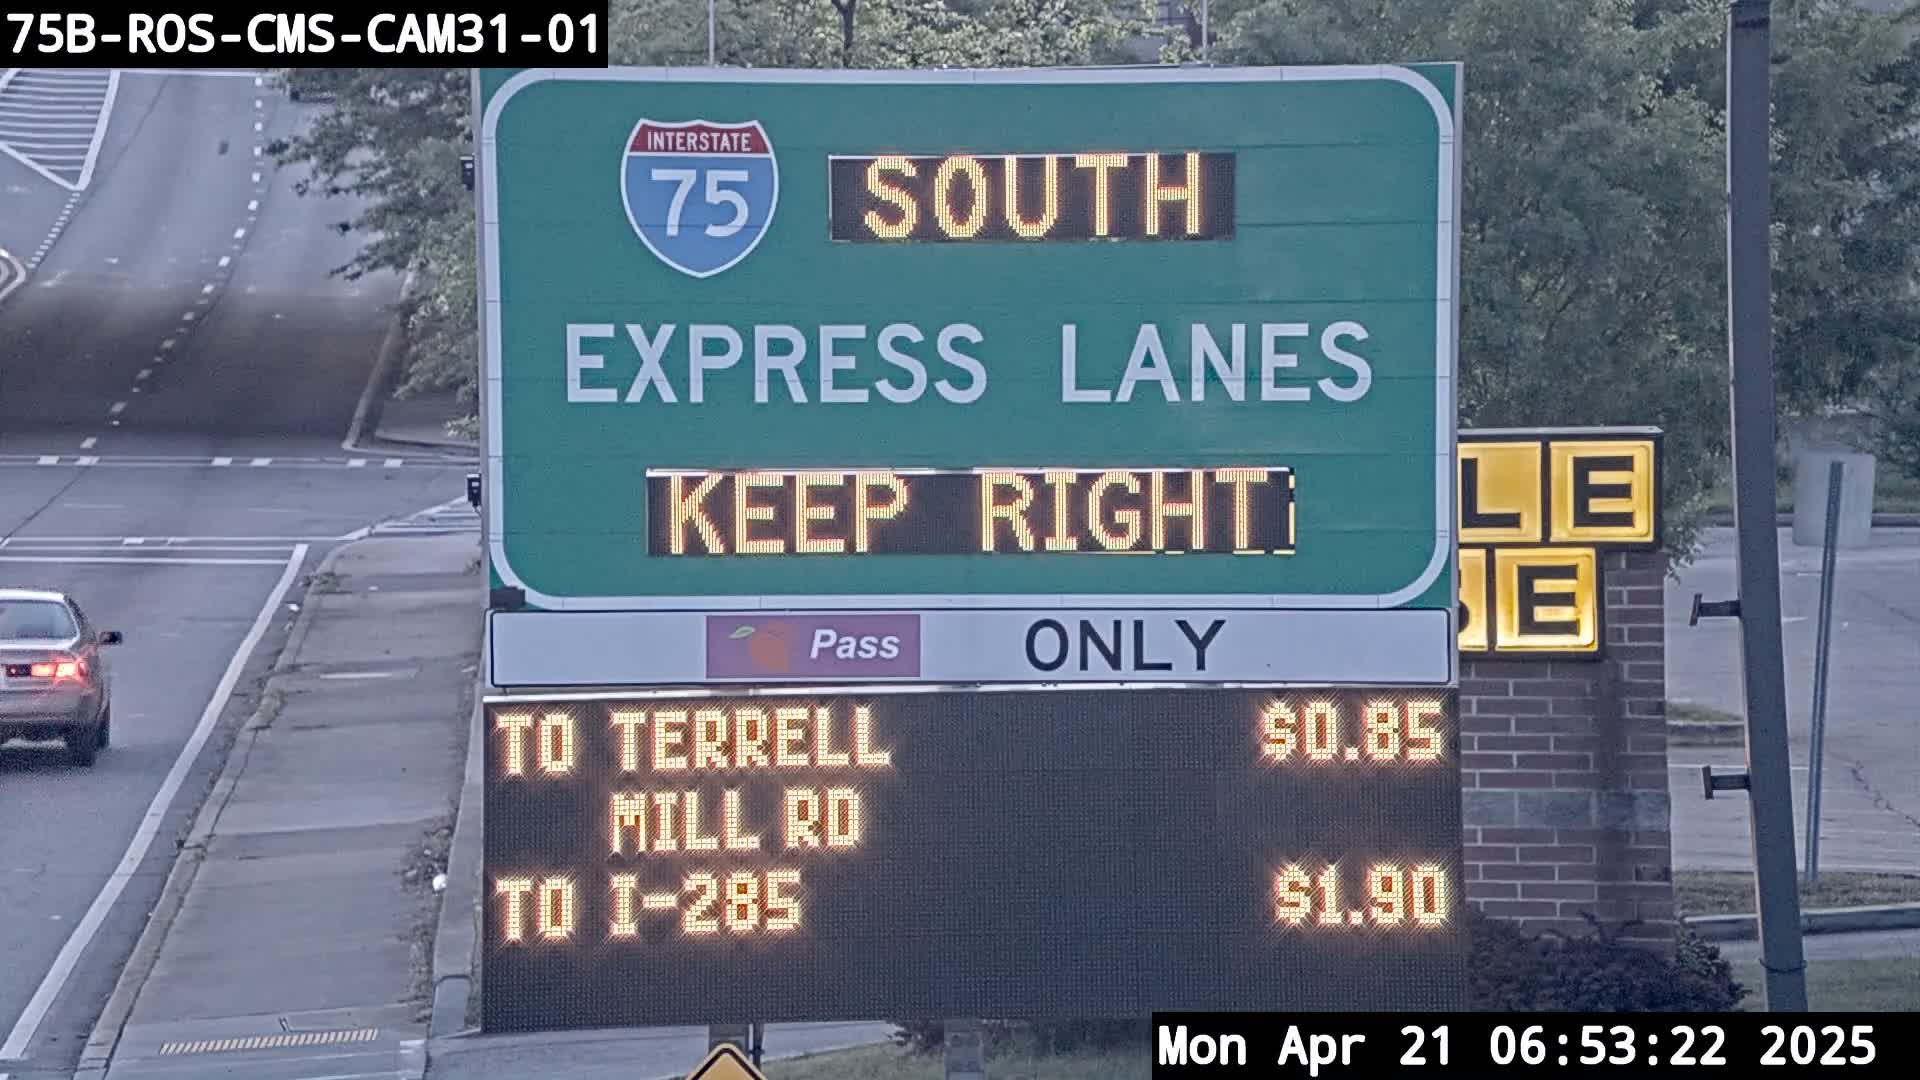 75B-ROS-CMS-CAM31-01
INTERSTATE
75
SOUTH
EXPRESS LANES
KEEP RIGHT
Pass ONLY
TO TERRELL $0.85
MILL RD
TO I-285 $1.90
LE
E
Mon Apr 21 06:53:22 2025